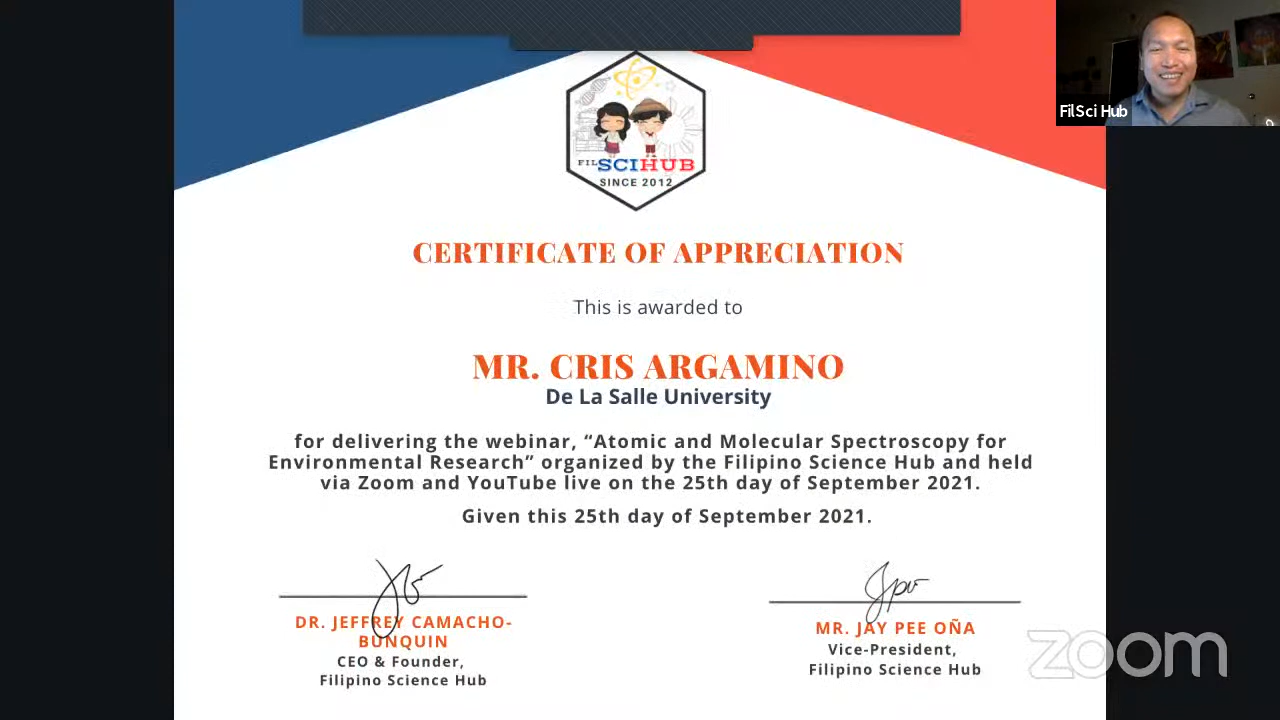 FilSci Hub
FILSCIHUB
SINCE 2012
CERTIFICATE OF APPRECIATION
This is awarded to
MR. CRIS ARGAMINO
De La Salle University
for delivering the webinar, “Atomic and Molecular Spectroscopy for
Environmental Research” organized by the Filipino Science Hub and held
via Zoom and YouTube live on the 25th day of September 2021.
Given this 25th day of September 2021.
DR. JEFFREY CAMACHO-
BUNQUIN
CEO & Founder,
Filipino Science Hub
MR. JAY PEE OÑA
Vice-President,
Filipino Science Hub
zoom